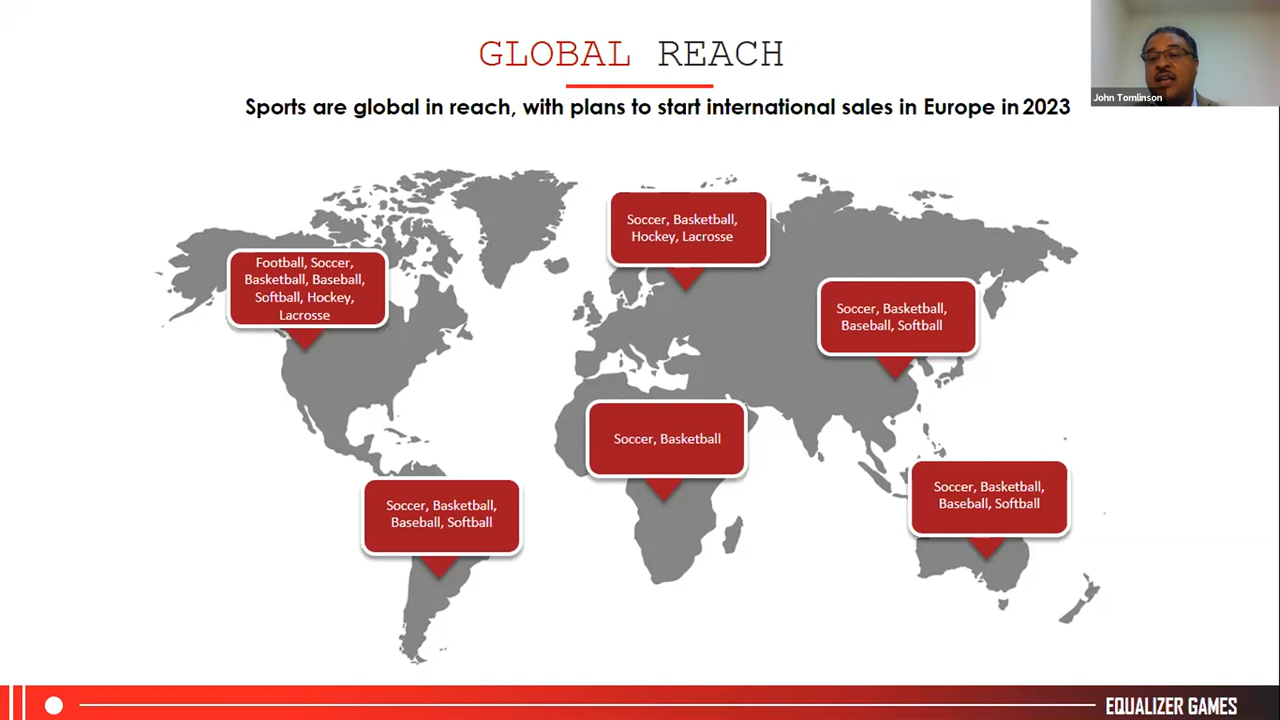 GLOBAL REACH
John Tomlinson
Sports are global in reach, with plans to start international sales in Europe in 2023
Soccer, Basketball,
Hockey, Lacrosse
Football, Soccer,
Basketball, Baseball,
Softball, Hockey,
Lacrosse
Soccer, Basketball,
Baseball, Softball
Soccer, Basketball
Soccer, Basketball,
Baseball, Softball
Soccer, Basketball,
Baseball, Softball
EQUALIZER GAMES